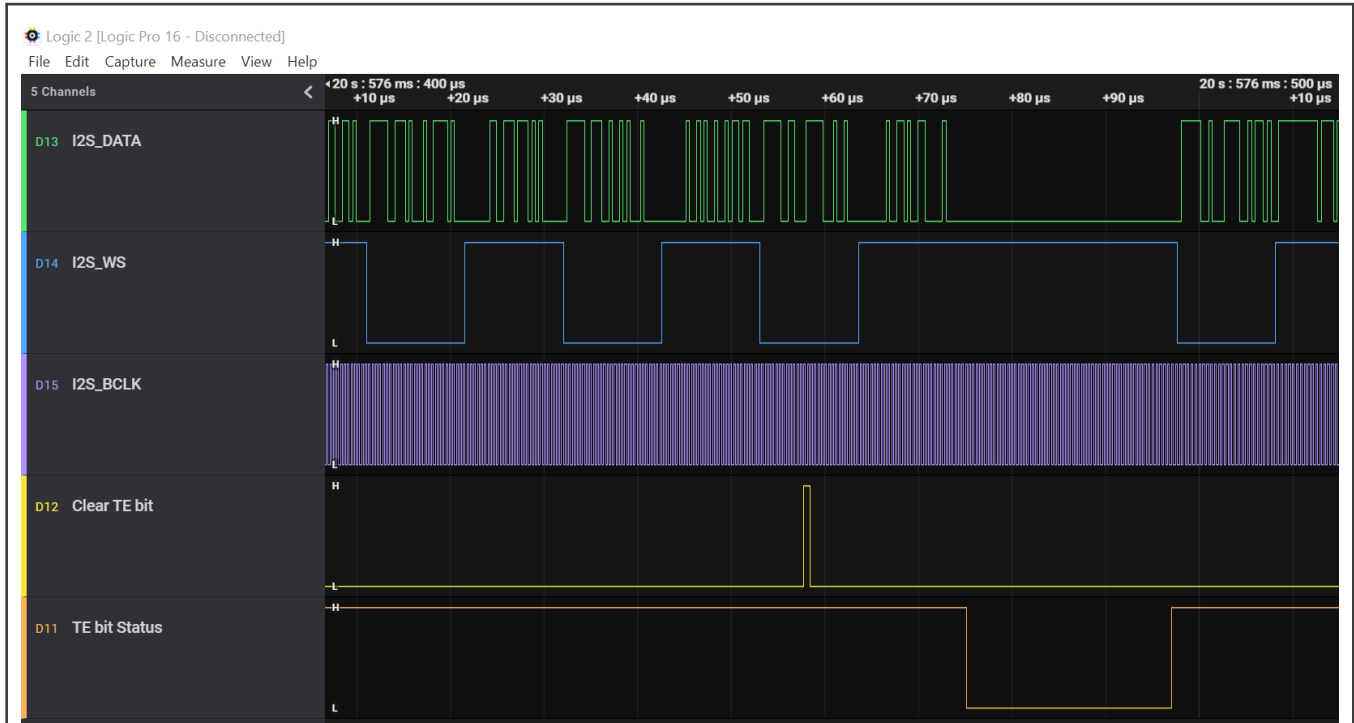 Logic 2 [Logic Pro 16 - Disconnected]
File Edit Capture Measure View Help
5 Channels
20 s : 576 ms : 400 µs 20 s : 576 ms : 500 µs
+10 µs +20 µs +30 µs +40 µs +50 µs +60 µs +70 µs +80 µs +90 µs +10 µs
H
D13 I2S_DATA
L
H
D14 I2S_WS
L
H
D15 I2S_BCLK
L
H
D12 Clear TE bit
L
H
D11 TE bit Status
L